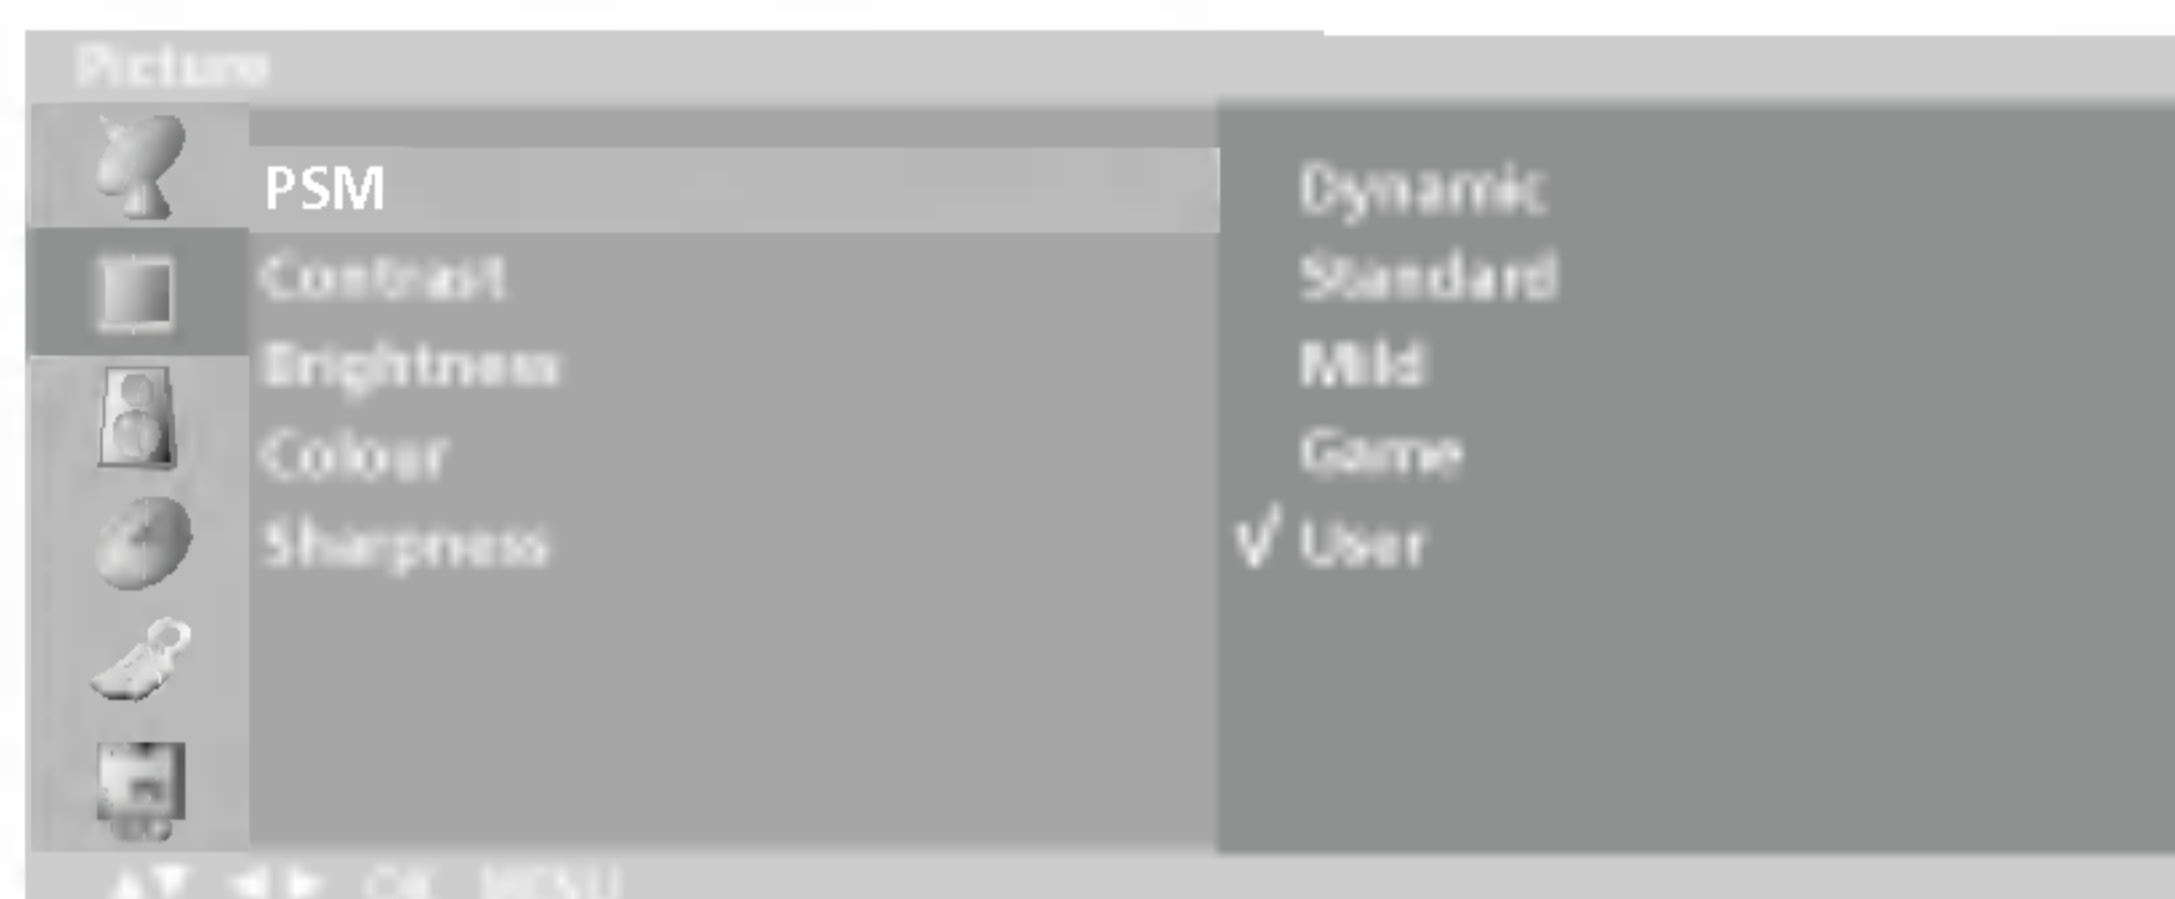 Picture
PSM
Contrast
Brightness
Colour
Sharpness
Dynamic
Standard
Mild
Game
√ User
▲▼ ◄► OK MENU